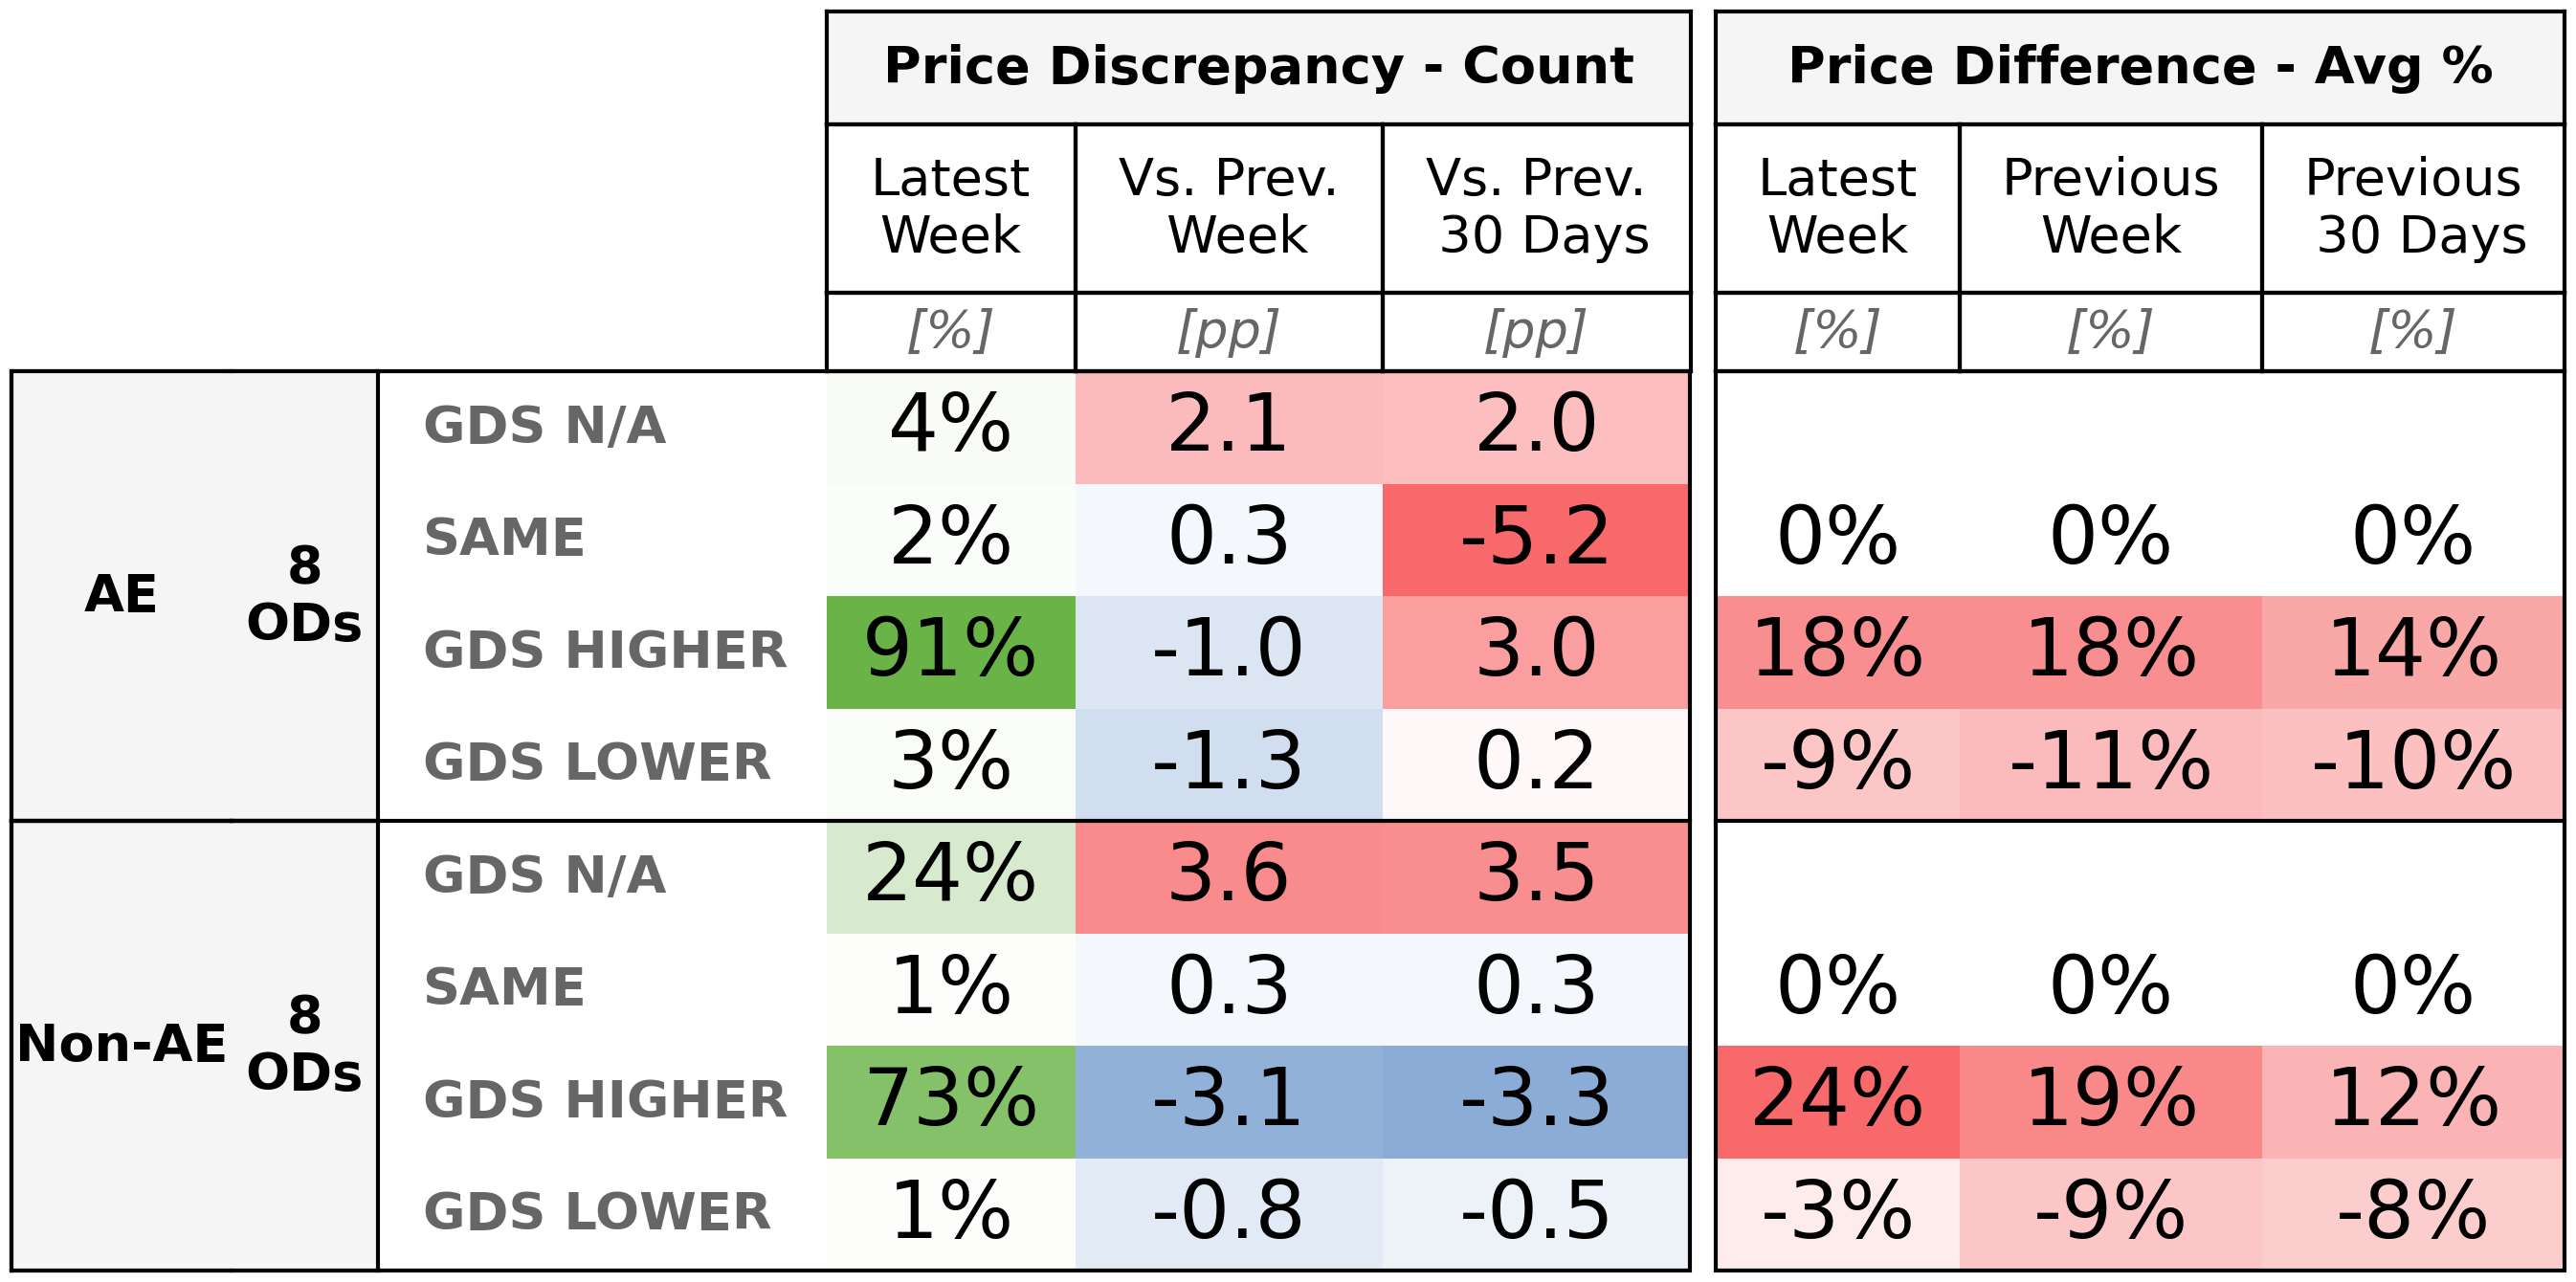 Price Discrepancy - Count Price Difference - Avg %
Latest Week Vs. Prev. Week Vs. Prev. 30 Days Latest Week Previous Week Previous 30 Days
[%] [pp] [pp] [%] [%] [%]
AE 8 ODs
GDS N/A 4% 2.1 2.0
SAME 2% 0.3 -5.2 0% 0% 0%
GDS HIGHER 91% -1.0 3.0 18% 18% 14%
GDS LOWER 3% -1.3 0.2 -9% -11% -10%
Non-AE 8 ODs
GDS N/A 24% 3.6 3.5
SAME 1% 0.3 0.3 0% 0% 0%
GDS HIGHER 73% -3.1 -3.3 24% 19% 12%
GDS LOWER 1% -0.8 -0.5 -3% -9% -8%